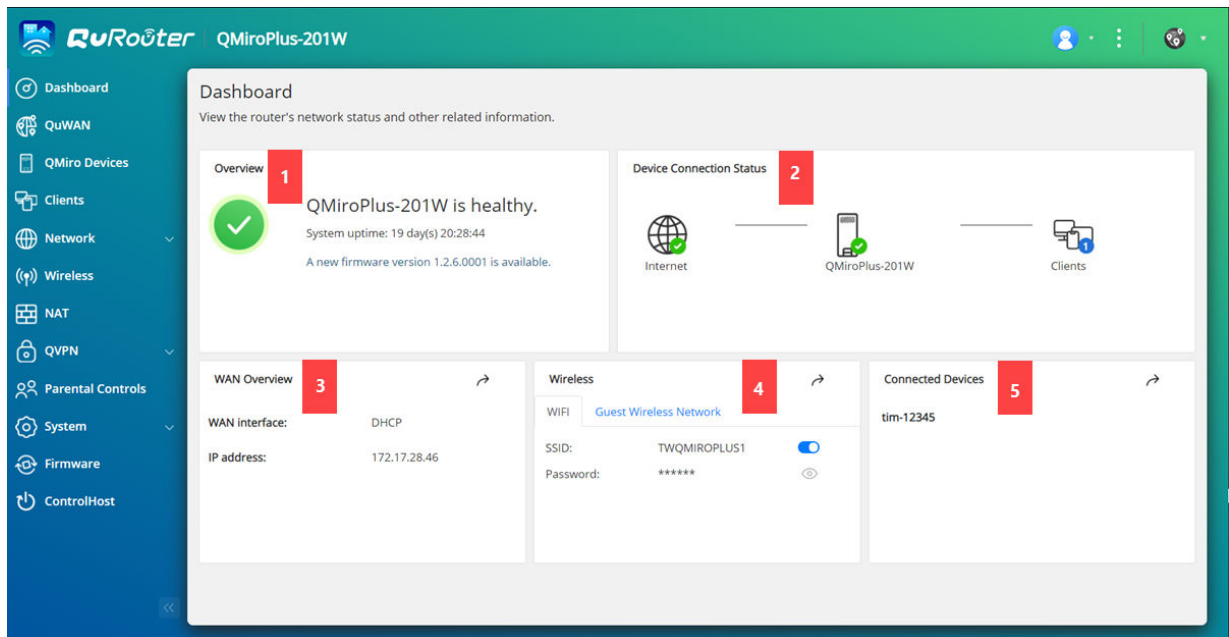 QuRouter QMiroPlus-201W
Dashboard
QuWAN
QMiro Devices
Clients
Network
Wireless
NAT
QVPN
Parental Controls
System
Firmware
ControlHost
Dashboard
View the router's network status and other related information.
Overview
1
QMiroPlus-201W is healthy.
System uptime: 19 day(s) 20:28:44
A new firmware version 1.2.6.0001 is available.
Device Connection Status
2
Internet
QMiroPlus-201W
1
Clients
WAN Overview
3
WAN interface: DHCP
IP address: 172.17.28.46
Wireless
4
WIFI Guest Wireless Network
SSID: TWQMIROPLUS1
Password: ******
Connected Devices
5
tim-12345